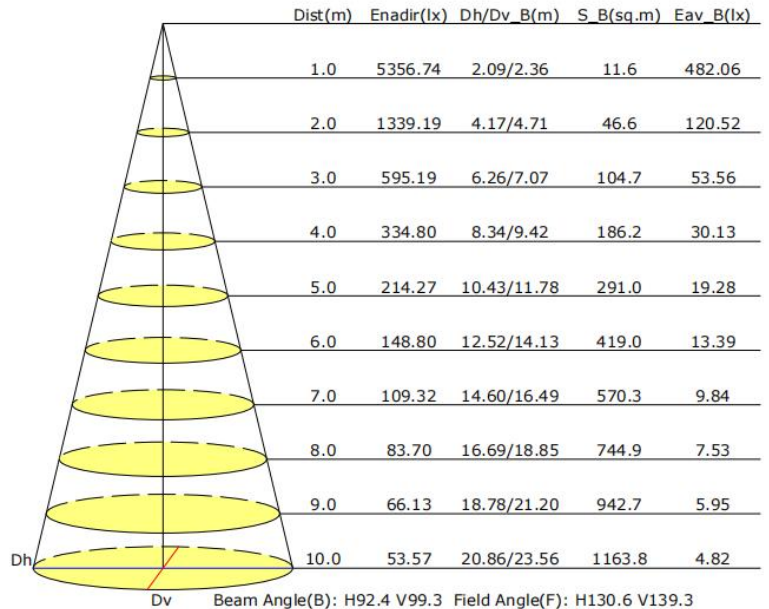 Dist(m) Enadir(lx) Dh/Dv_B(m) S_B(sq.m) Eav_B(lx)
1.0 5356.74 2.09/2.36 11.6 482.06
2.0 1339.19 4.17/4.71 46.6 120.52
3.0 595.19 6.26/7.07 104.7 53.56
4.0 334.80 8.34/9.42 186.2 30.13
5.0 214.27 10.43/11.78 291.0 19.28
6.0 148.80 12.52/14.13 419.0 13.39
7.0 109.32 14.60/16.49 570.3 9.84
8.0 83.70 16.69/18.85 744.9 7.53
9.0 66.13 18.78/21.20 942.7 5.95
Dh 10.0 53.57 20.86/23.56 1163.8 4.82
Dv Beam Angle(B): H92.4 V99.3 Field Angle(F): H130.6 V139.3